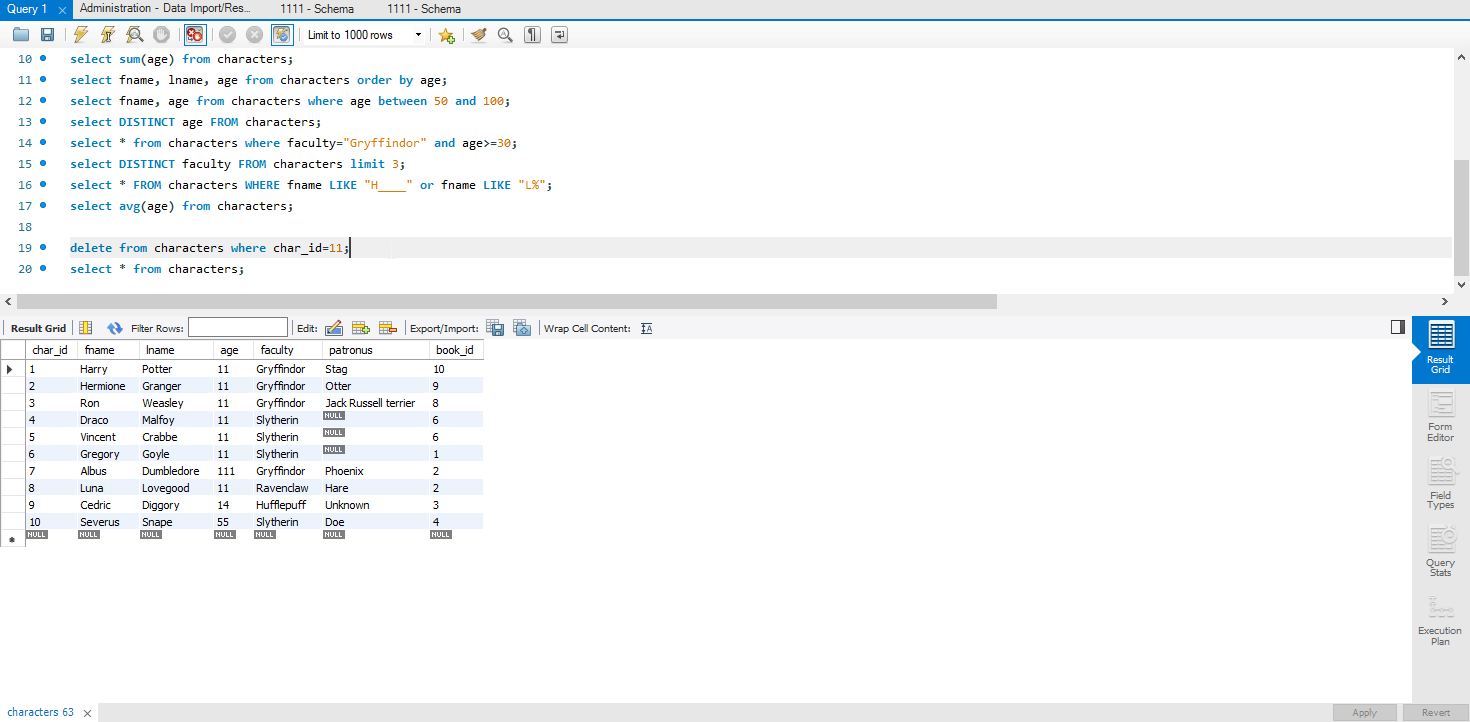 Query 1 Administration - Data Import/Res... 1111 - Schema 1111 - Schema
Limit to 1000 rows
10 select sum(age) from characters;
11 select fname, lname, age from characters order by age;
12 select fname, age from characters where age between 50 and 100;
13 select DISTINCT age FROM characters;
14 select * from characters where faculty="Gryffindor" and age>=30;
15 select DISTINCT faculty FROM characters limit 3;
16 select * FROM characters WHERE fname LIKE "H____" or fname LIKE "L%";
17 select avg(age) from characters;
18
19 delete from characters where char_id=11;
20 select * from characters;
Result Grid Filter Rows: Edit: Export/Import: Wrap Cell Content: IA
char_id fname lname age faculty patronus book_id
1 Harry Potter 11 Gryffindor Stag 10
2 Hermione Granger 11 Gryffindor Otter 9
3 Ron Weasley 11 Gryffindor Jack Russell terrier 8
4 Draco Malfoy 11 Slytherin NULL 6
5 Vincent Crabbe 11 Slytherin NULL 6
6 Gregory Goyle 11 Slytherin NULL 1
7 Albus Dumbledore 111 Gryffindor Phoenix 2
8 Luna Lovegood 11 Ravenclaw Hare 2
9 Cedric Diggory 14 Hufflepuff Unknown 3
10 Severus Snape 55 Slytherin Doe 4
NULL NULL NULL NULL NULL NULL NULL
Result
Grid
Form
Editor
Field
Types
Query
Stats
Execution
Plan
characters 63 Apply Revert